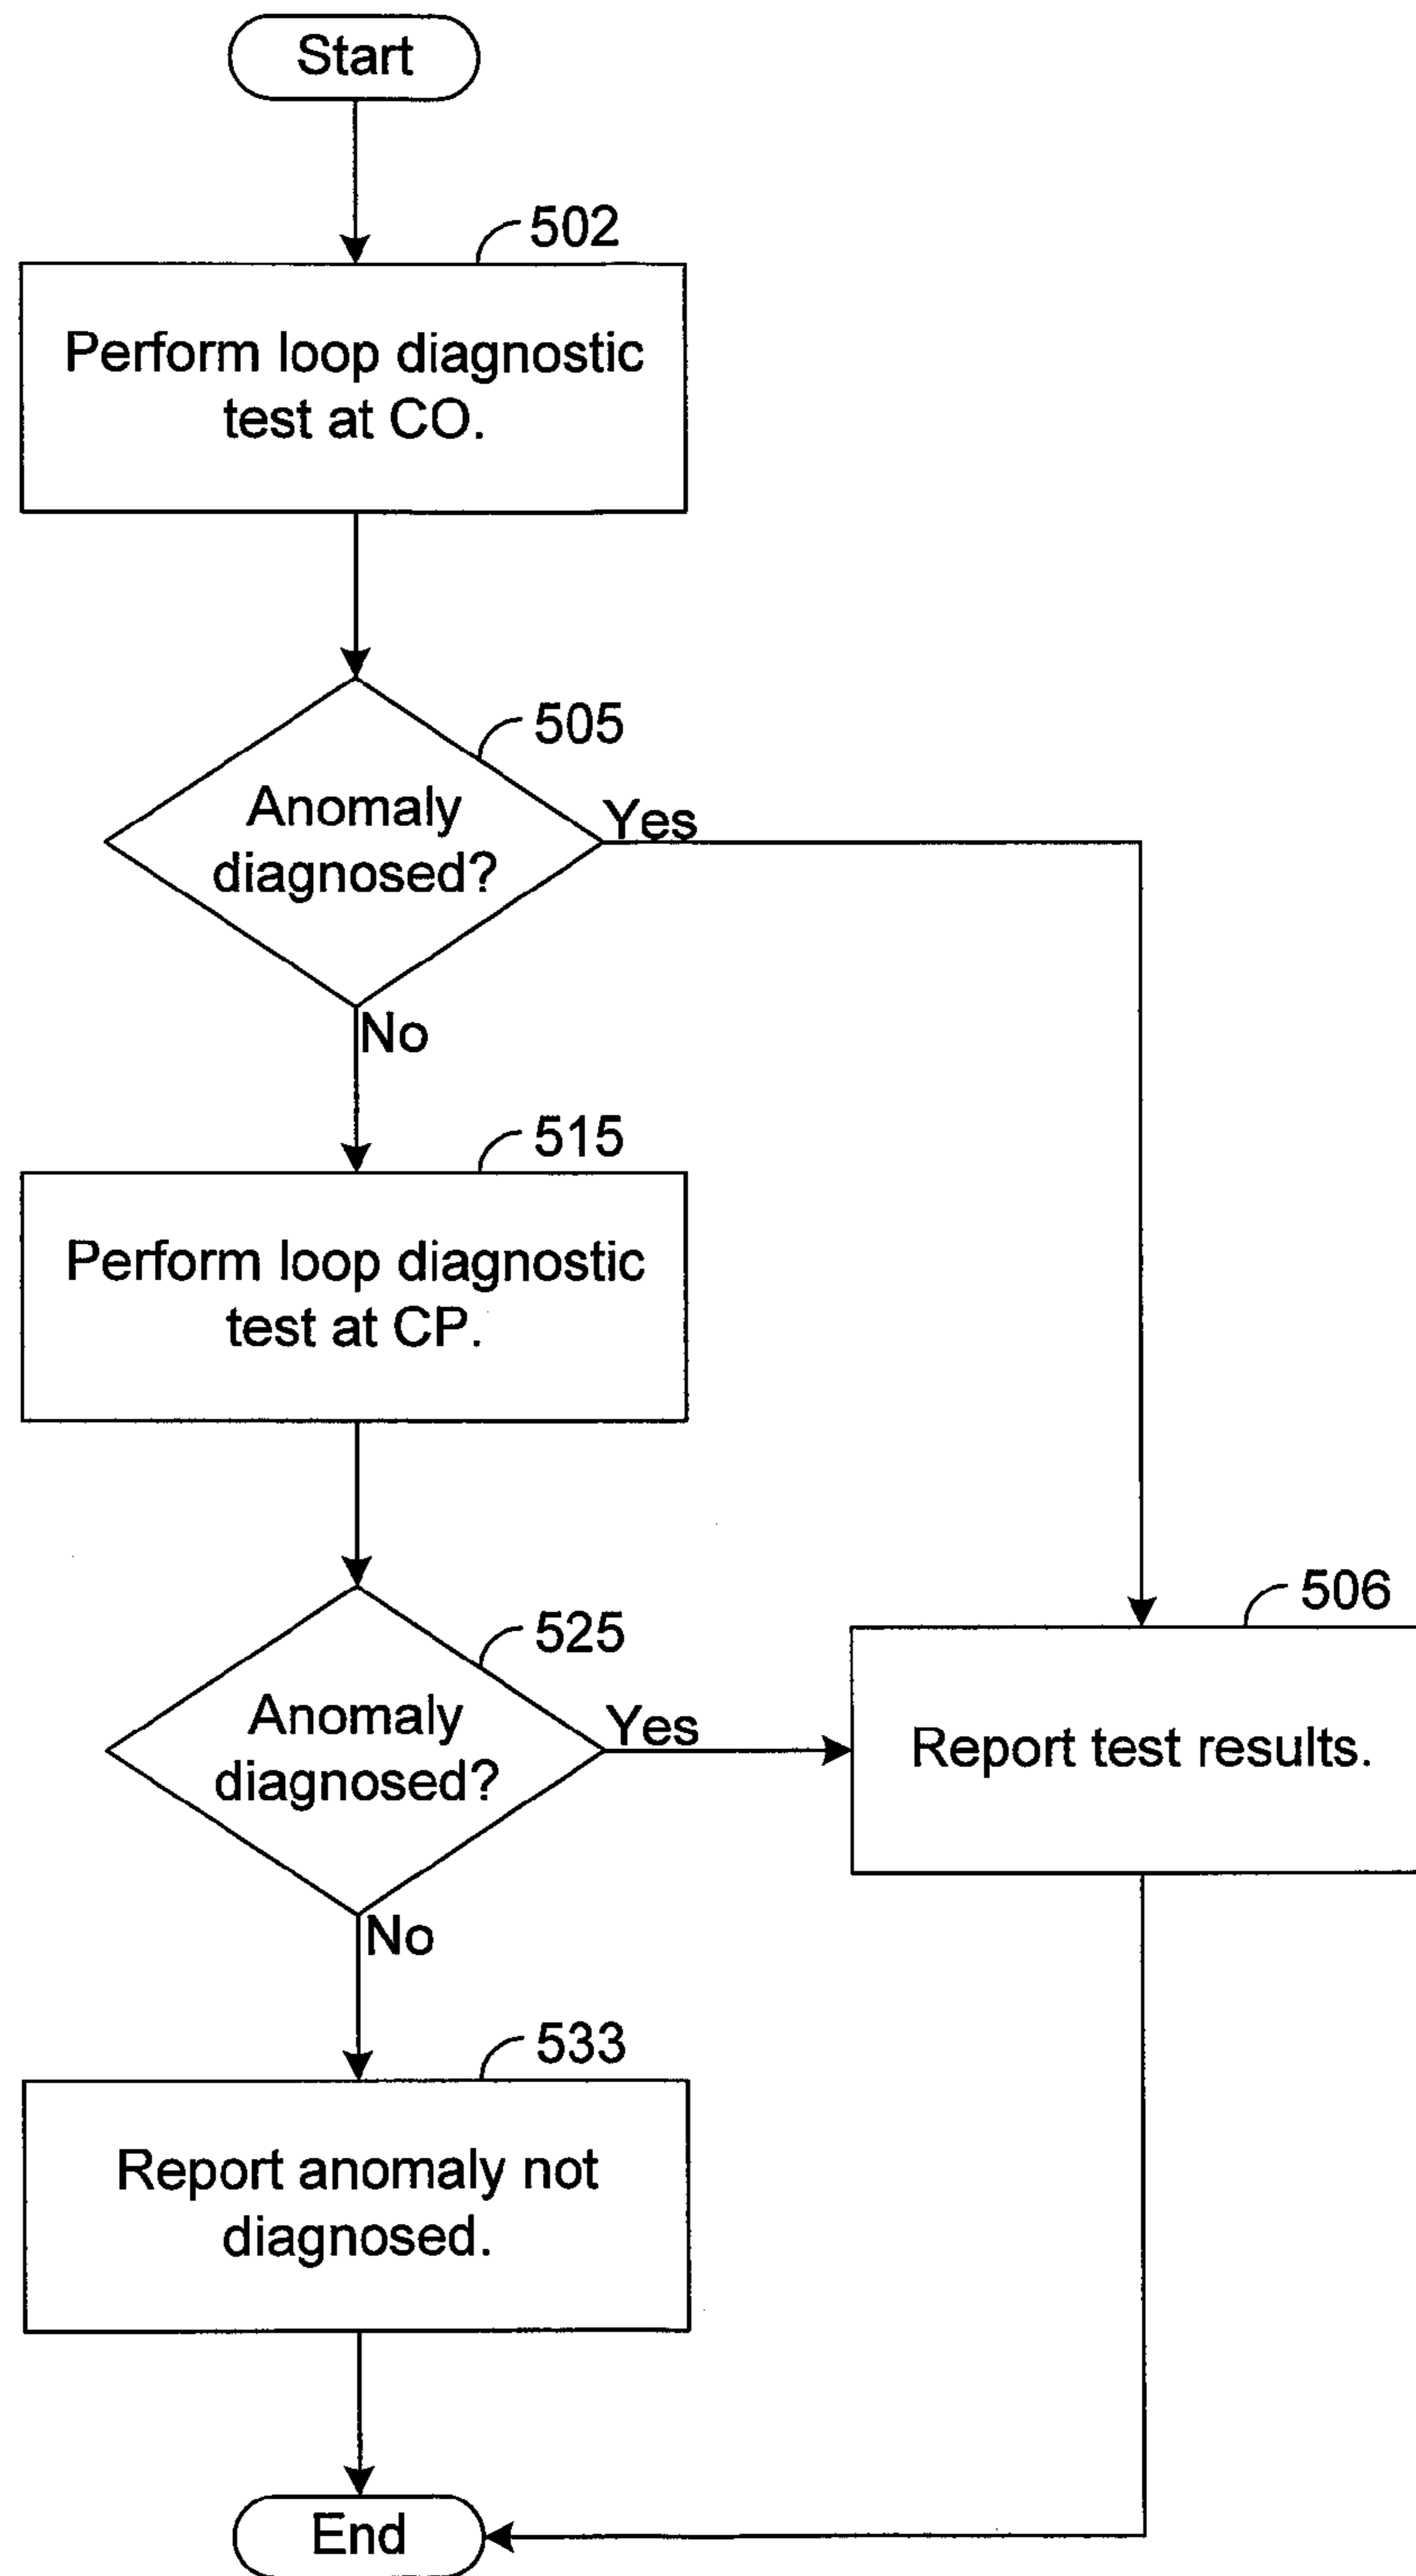 Start
502
Perform loop diagnostic
test at CO.
505
Anomaly
diagnosed?
Yes
No
515
Perform loop diagnostic
test at CP.
525
Anomaly
diagnosed?
Yes
506
Report test results.
No
533
Report anomaly not
diagnosed.
End